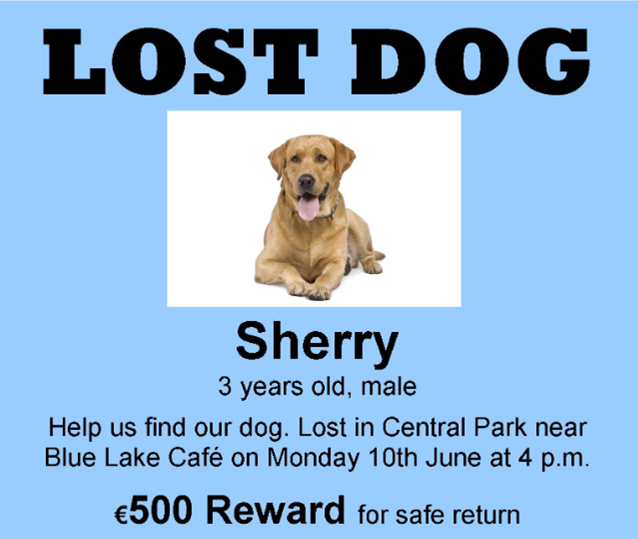 LOST DOG
Sherry
3 years old, male
Help us find our dog. Lost in Central Park near
Blue Lake Café on Monday 10th June at 4 p.m.
€500 Reward for safe return